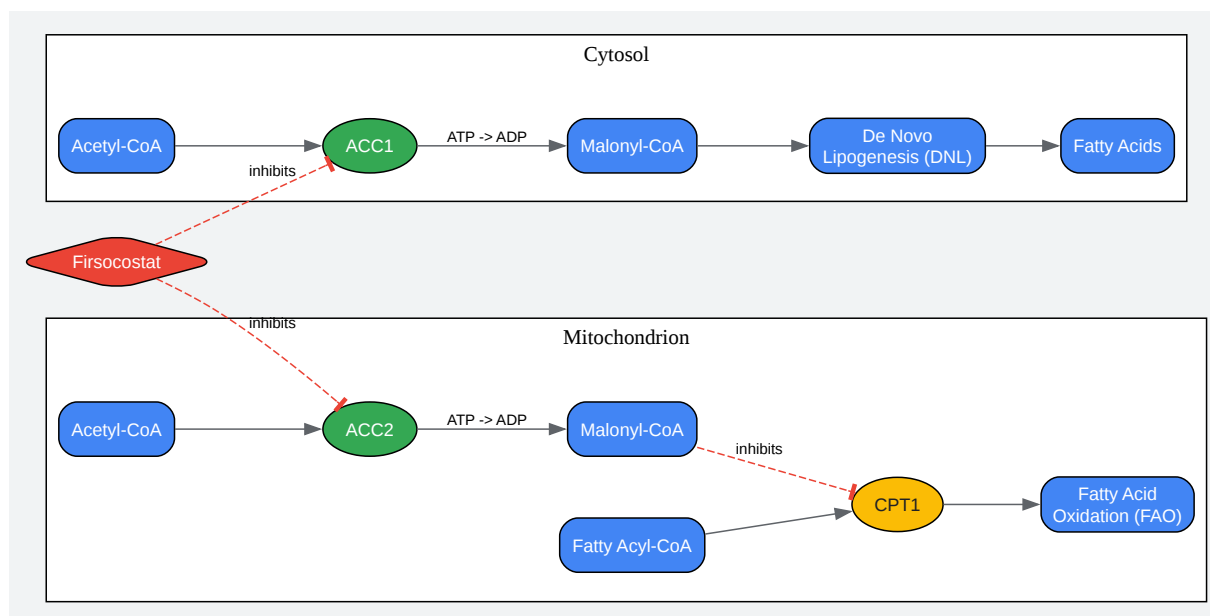 Cytosol
Acetyl-CoA
ACC1
ATP -> ADP
Malonyl-CoA
De Novo
Lipogenesis (DNL)
Fatty Acids
inhibits
Firsocostat
inhibits
Mitochondrion
Acetyl-CoA
ACC2
ATP -> ADP
Malonyl-CoA
inhibits
CPT1
Fatty Acid
Oxidation (FAO)
Fatty Acyl-CoA